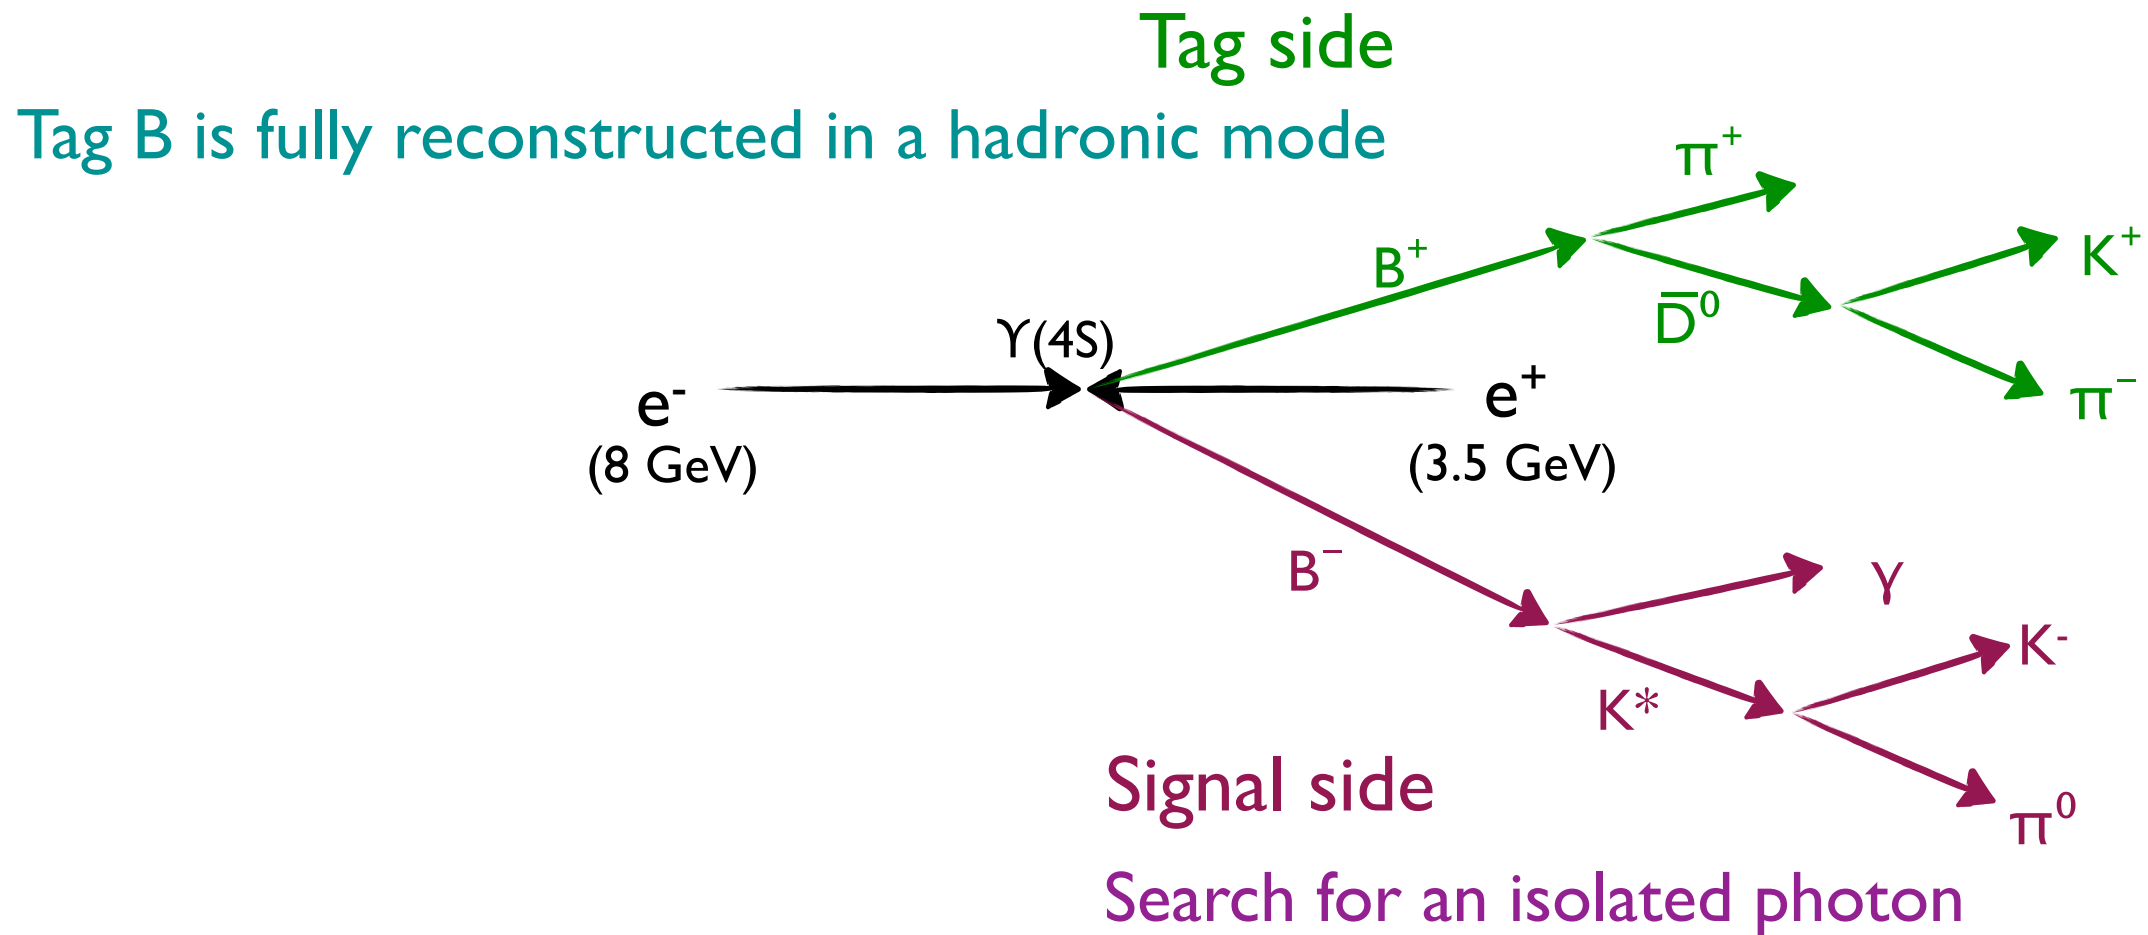 Tag side
Tag B is fully reconstructed in a hadronic mode
π⁺
B⁺
K⁺
D̅⁰
ϒ(4S)
e⁻
e⁺
π⁻
(8 GeV)
(3.5 GeV)
B⁻
γ
K⁻
K*
Signal side
π⁰
Search for an isolated photon